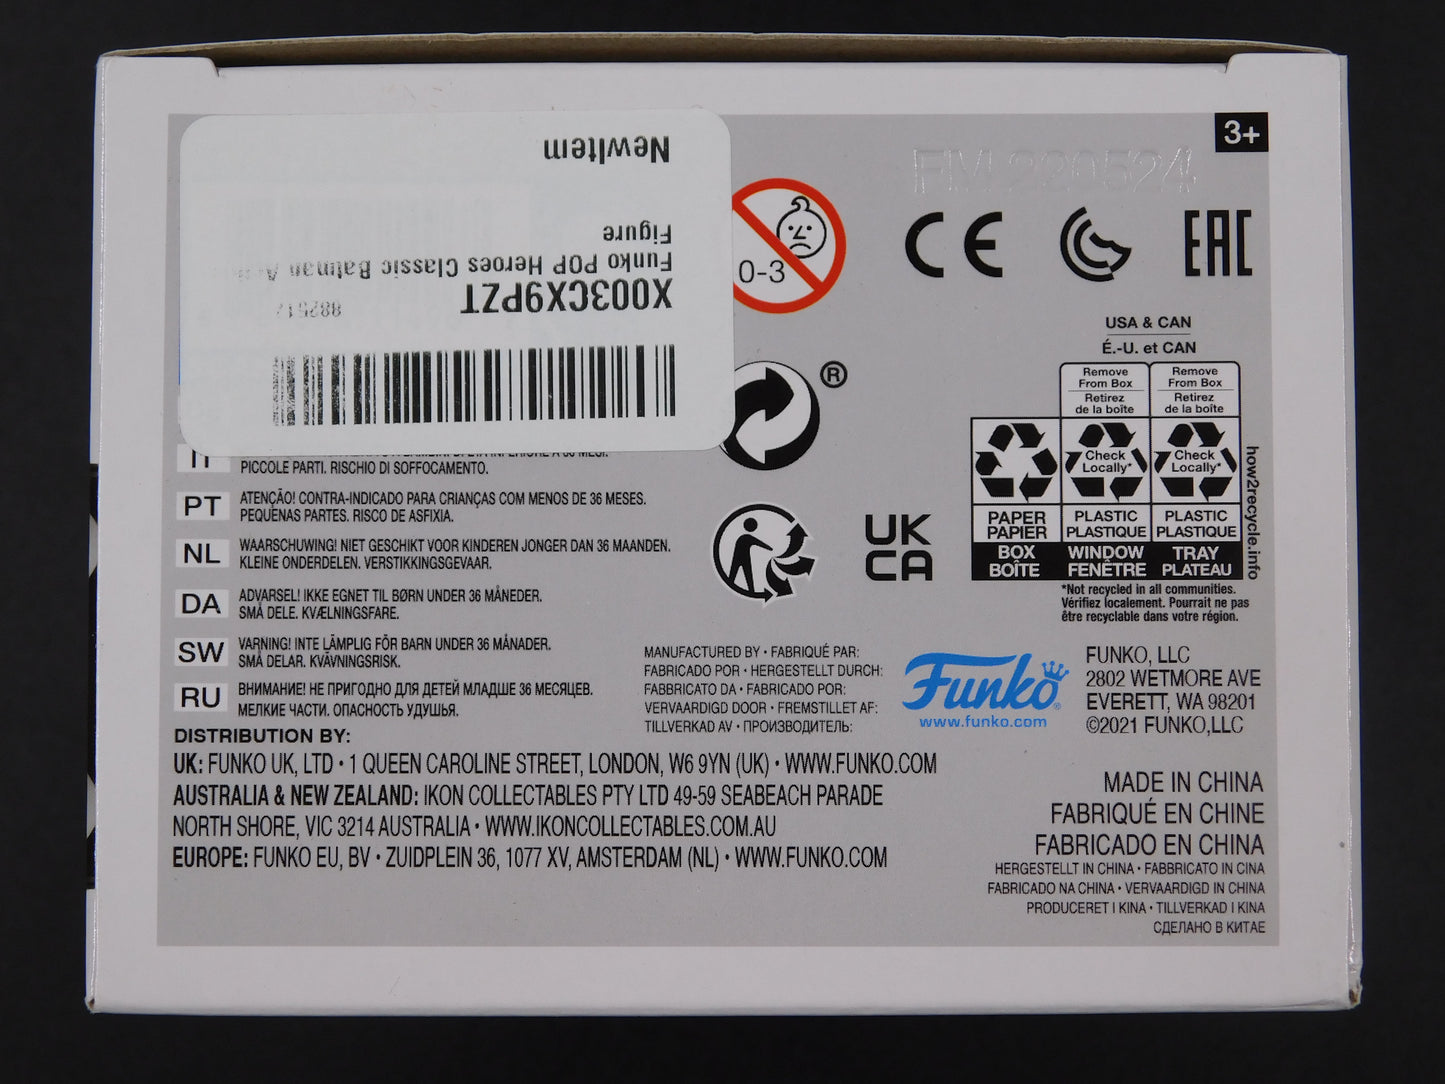 3+
NewItem
Funko POP Heroes Classic Batman
Figure
X003CX9PZT
FM 220524
0-3
CE
EAC
USA & CAN
É.-U. et CAN
®
Remove
From Box
Retirez
de la boîte
Remove
From Box
Retirez
de la boîte
Check
Locally*
Check
Locally*
PAPER
PAPIER
BOX
BOÎTE
PLASTIC
PLASTIQUE
WINDOW
FENÊTRE
PLASTIC
PLASTIQUE
TRAY
PLATEAU
how2recycle.info
*Not recycled in all communities.
Vérifiez localement. Pourrait ne pas
être recyclable dans votre région.
UK
CA
IT
PICCOLE PARTI. RISCHIO DI SOFFOCAMENTO.
PT ATENÇÃO! CONTRA-INDICADO PARA CRIANÇAS COM MENOS DE 36 MESES.
PEQUENAS PARTES. RISCO DE ASFIXIA.
NL WAARSCHUWING! NIET GESCHIKT VOOR KINDEREN JONGER DAN 36 MAANDEN.
KLEINE ONDERDELEN. VERSTIKKINGSGEVAAR.
DA ADVARSEL! IKKE EGNET TIL BØRN UNDER 36 MÅNEDER.
SMÅ DELE. KVÆLNINGSFARE.
SW VARNING! INTE LÄMPLIG FÖR BARN UNDER 36 MÅNADER.
SMÅ DELAR. KVÄVNINGSRISK.
RU ВНИМАНИЕ! НЕ ПРИГОДНО ДЛЯ ДЕТЕЙ МЛАДШЕ 36 МЕСЯЦЕВ.
МЕЛКИЕ ЧАСТИ. ОПАСНОСТЬ УДУШЬЯ.
MANUFACTURED BY • FABRIQUÉ PAR:
FABRICADO POR • HERGESTELLT DURCH:
FABBRICATO DA • FABRICADO POR:
VERVAARDIGD DOOR • FREMSTILLET AF:
TILLVERKAD AV • ПРОИЗВОДИТЕЛЬ:
Funko®
www.funko.com
FUNKO, LLC
2802 WETMORE AVE
EVERETT, WA 98201
©2021 FUNKO,LLC
DISTRIBUTION BY:
UK: FUNKO UK, LTD • 1 QUEEN CAROLINE STREET, LONDON, W6 9YN (UK) • WWW.FUNKO.COM
AUSTRALIA & NEW ZEALAND: IKON COLLECTABLES PTY LTD 49-59 SEABEACH PARADE
NORTH SHORE, VIC 3214 AUSTRALIA • WWW.IKONCOLLECTABLES.COM.AU
EUROPE: FUNKO EU, BV • ZUIDPLEIN 36, 1077 XV, AMSTERDAM (NL) • WWW.FUNKO.COM
MADE IN CHINA
FABRIQUÉ EN CHINE
FABRICADO EN CHINA
HERGESTELLT IN CHINA • FABBRICATO IN CINA
FABRICADO NA CHINA • VERVAARDIGD IN CHINA
PRODUCERET I KINA • TILLVERKAD I KINA
СДЕЛАНО В КИТАЕ